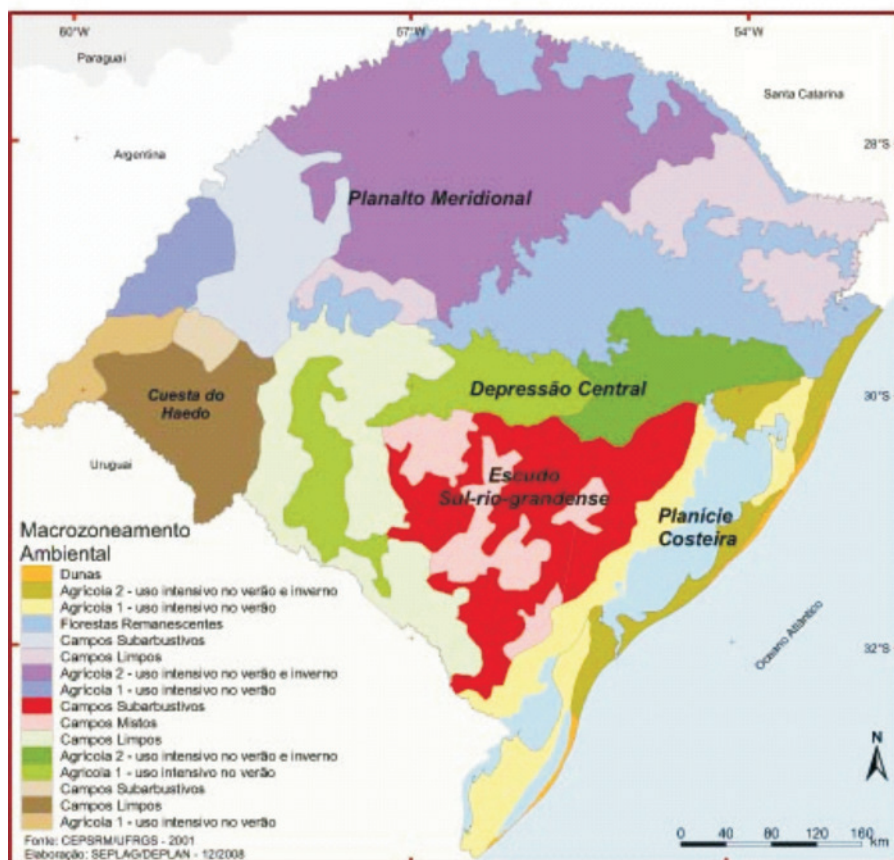 60°W
57°W
54°W
Paraguai
Santa Catarina
Argentina
28°S
Planalto Meridional
30°S
Cuesta do
Haedo
Depressão Central
Uruguai
Escudo
Sul-rio-grandense
Planície
Costeira
Oceano Atlântico
32°S
Macrozoneamento
Ambiental
Dunas
Agrícola 2 - uso intensivo no verão e inverno
Agrícola 1 - uso intensivo no verão
Florestas Remanescentes
Campos Subarbustivos
Campos Limpos
Agrícola 2 - uso intensivo no verão e inverno
Agrícola 1 - uso intensivo no verão
Campos Subarbustivos
Campos Mistos
Campos Limpos
Agrícola 2 - uso intensivo no verão e inverno
Agrícola 1 - uso intensivo no verão
Campos Subarbustivos
Campos Limpos
Agrícola 1 - uso intensivo no verão
N
0 40 80 120 160
km
Fonte: CEPSRM/UFRGS - 2001
Elaboração: SEPLAG/DEPLAN - 12/2008